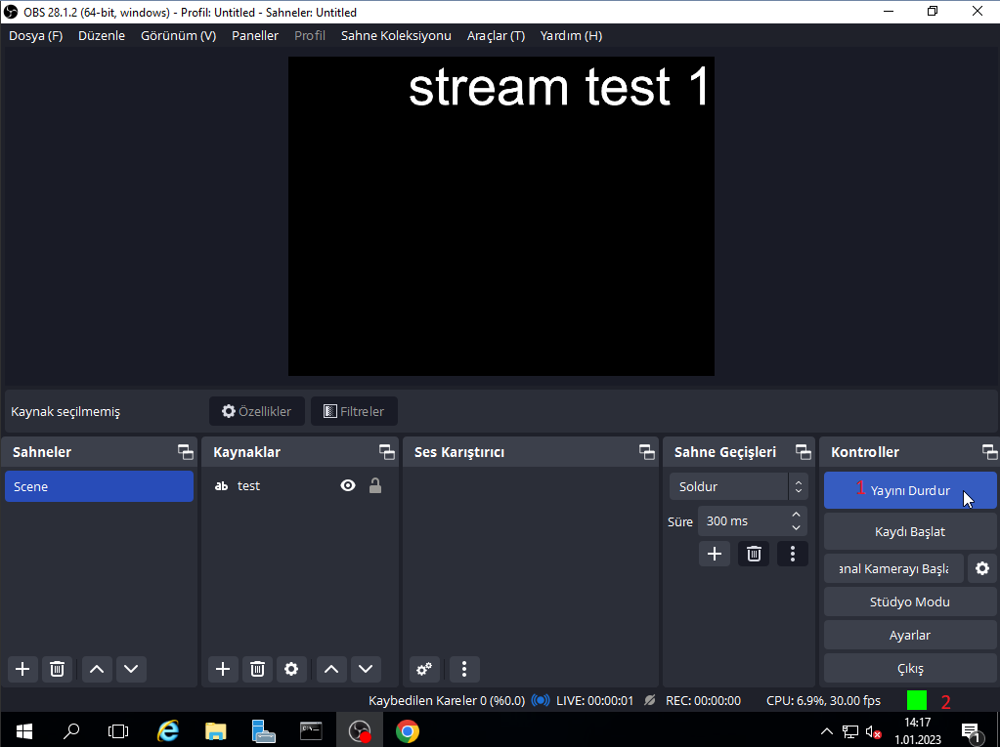 OBS 28.1.2 (64-bit, windows) - Profil: Untitled - Sahneler: Untitled
Dosya (F) Düzenle Görünüm (V) Paneller Profil Sahne Koleksiyonu Araçlar (T) Yardım (H)
stream test 1
Kaynak seçilmemiş Özellikler Filtreler
Sahneler Kaynaklar Ses Karıştırıcı Sahne Geçişleri Kontroller
Scene
ab test
Soldur
Süre 300 ms
1 Yayını Durdur
Kaydı Başlat
anal Kamerayı Başla
Stüdyo Modu
Ayarlar
Çıkış
Kaybedilen Kareler 0 (%0.0) LIVE: 00:00:01 REC: 00:00:00 CPU: 6.9%, 30.00 fps 2
14:17
1.01.2023
1